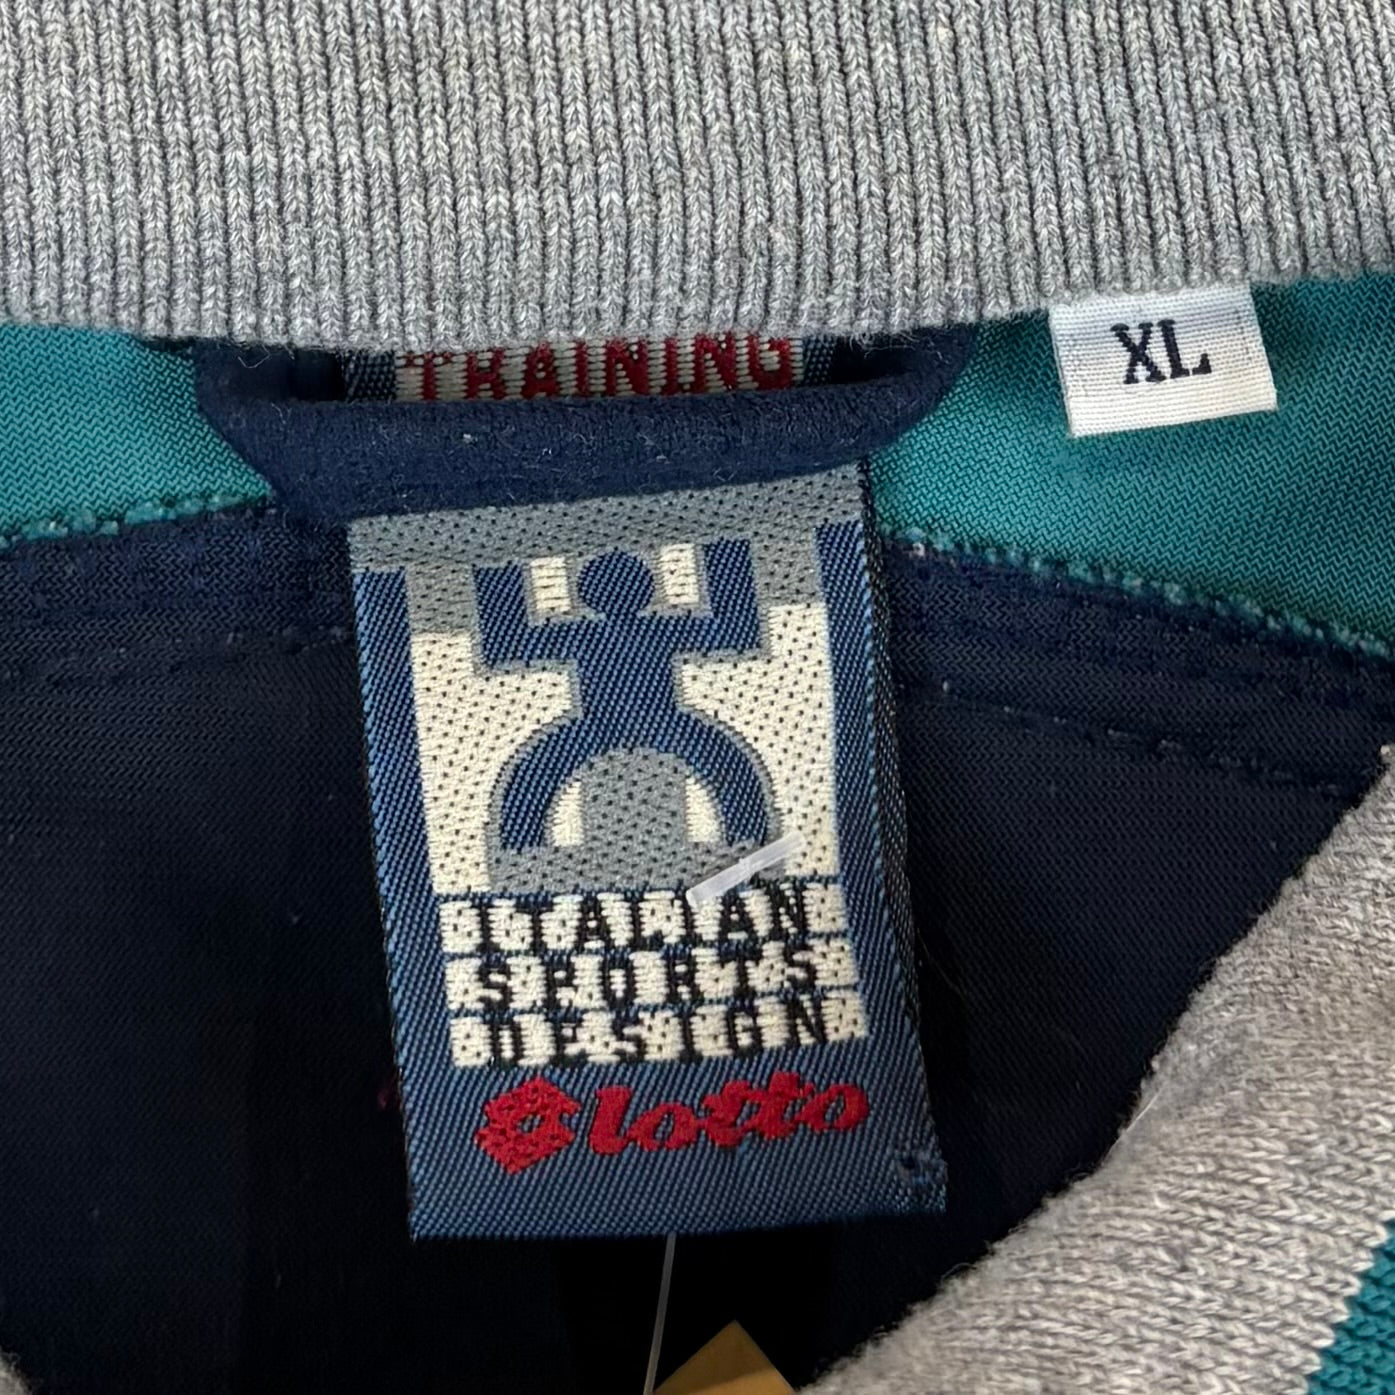 TRAINING
XL
ITALIAN
SPORTS
DESIGN
lotto